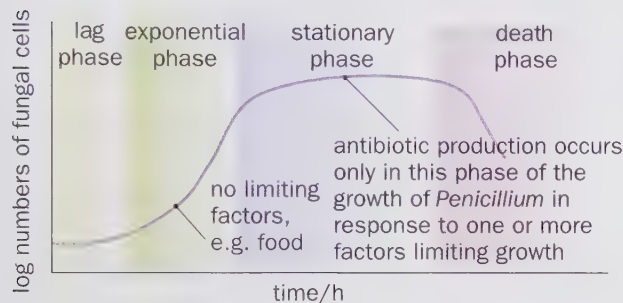 log numbers of fungal cells
lag
phase
exponential
phase
stationary
phase
death
phase
no limiting
factors,
e.g. food
antibiotic production occurs
only in this phase of the
growth of Penicillium in
response to one or more
factors limiting growth
time/h